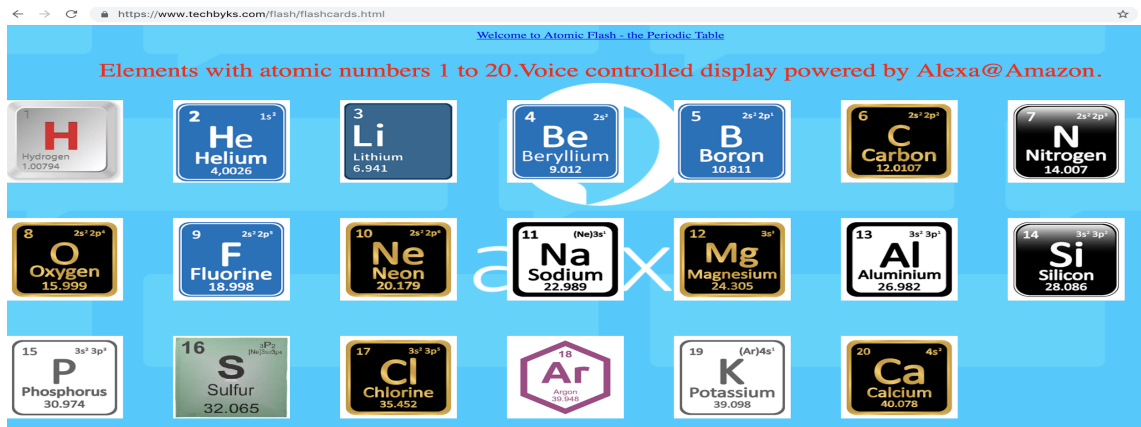 https://www.techbyks.com/flash/flashcards.html
Welcome to Atomic Flash - the Periodic Table
Elements with atomic numbers 1 to 20.Voice controlled display powered by Alexa@Amazon.
1
H
Hydrogen
1.00794
2 1s²
He
Helium
4,0026
3
Li
Lithium
6.941
4 2s²
Be
Beryllium
9.012
5 2s² 2p¹
B
Boron
10.811
6 2s² 2p²
C
Carbon
12.0107
7 2s² 2p³
N
Nitrogen
14.007
8 2s² 2p⁴
O
Oxygen
15.999
9 2s² 2p⁵
F
Fluorine
18.998
10 2s² 2p⁶
Ne
Neon
20.179
11 (Ne)3s¹
Na
Sodium
22.989
12
Mg
Magnesium
24.305
13 3s² 3p¹
Al
Aluminium
26.982
14 3s² 3p²
Si
Silicon
28.086
15 3s² 3p³
P
Phosphorus
30.974
16
S
Sulfur
32.065
17 3s² 3p⁵
Cl
Chlorine
35.452
18
Ar
Argon
39.948
19 (Ar)4s¹
K
Potassium
39.098
20 4s²
Ca
Calcium
40.078